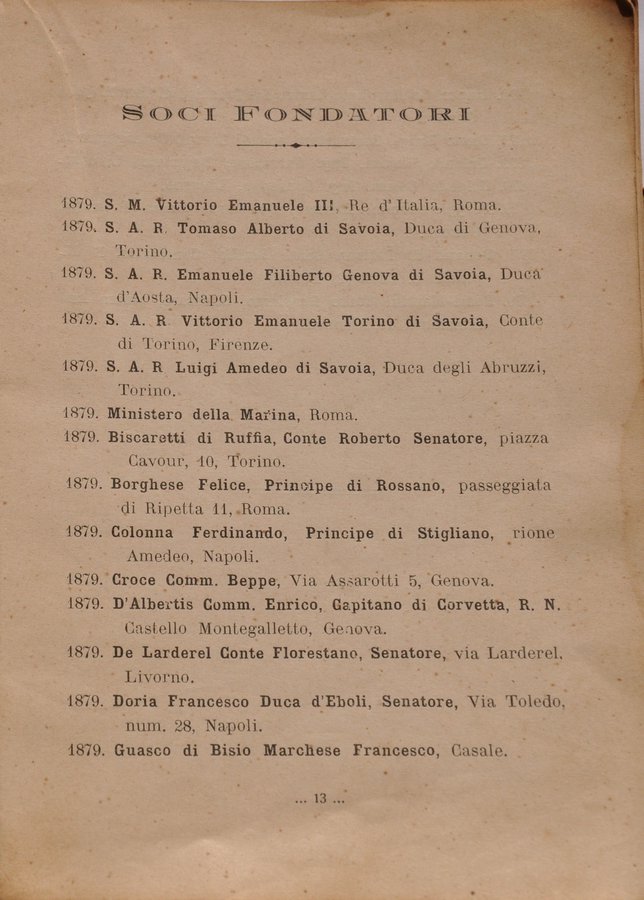 SOCI FONDATORI
1879. S. M. Vittorio Emanuele III, Re d'Italia, Roma.
1879. S. A. R. Tomaso Alberto di Savoia, Duca di Genova,
Torino.
1879. S. A. R. Emanuele Filiberto Genova di Savoia, Duca
d'Aosta, Napoli.
1879. S. A. R Vittorio Emanuele Torino di Savoia, Conte
di Torino, Firenze.
1879. S. A. R Luigi Amedeo di Savoia, Duca degli Abruzzi,
Torino.
1879. Ministero della Marina, Roma.
1879. Biscaretti di Ruffia, Conte Roberto Senatore, piazza
Cavour, 10, Torino.
1879. Borghese Felice, Principe di Rossano, passeggiata
di Ripetta 11, Roma.
1879. Colonna Ferdinando, Principe di Stigliano, rione
Amedeo, Napoli.
1879. Croce Comm. Beppe, Via Assarotti 5, Genova.
1879. D'Albertis Comm. Enrico, Capitano di Corvetta, R. N.
Castello Montegalletto, Genova.
1879. De Larderel Conte Florestano, Senatore, via Larderel,
Livorno.
1879. Doria Francesco Duca d'Eboli, Senatore, Via Toledo,
num. 28, Napoli.
1879. Guasco di Bisio Marchese Francesco, Casale.
... 13 ...